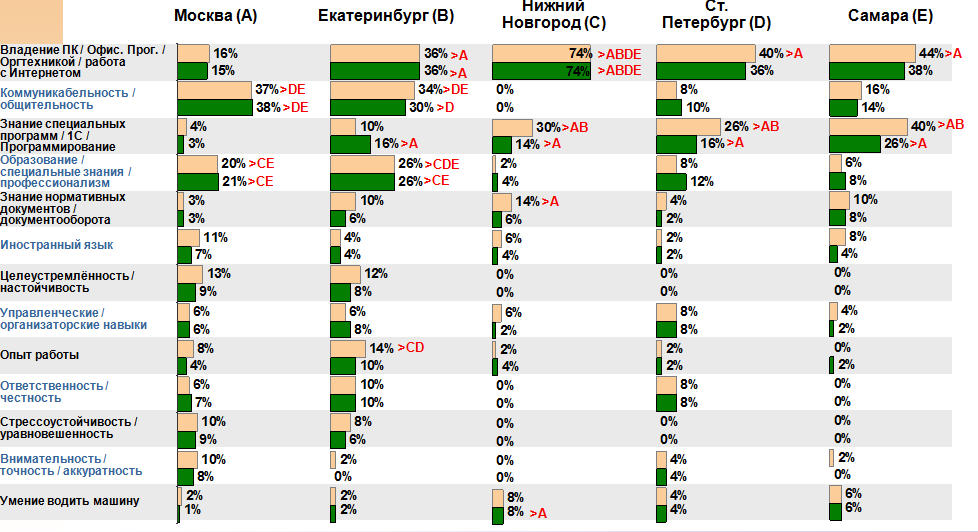 Москва (A) Екатеринбург (B) Нижний Новгород (C) Ст. Петербург (D) Самара (E)
Владение ПК / Офис. Прог. /
Оргтехникой / работа
с Интернетом
16% 36% >A 74% >ABDE 40% >A 44% >A
15% 36% >A 74% >ABDE 36% 38%
Коммуникабельность /
общительность
37% >DE 34% >DE 0% 8% 16%
38% >DE 30% >D 0% 10% 14%
Знание специальных
программ / 1С /
Программирование
4% 10% 30% >AB 26% >AB 40% >AB
3% 16% >A 14% >A 16% >A 26% >A
Образование /
специальные знания /
профессионализм
20% >CE 26% >CDE 2% 8% 6%
21% >CE 26% >CE 4% 12% 8%
Знание нормативных
документов /
документооборота
3% 10% 14% >A 4% 10%
3% 6% 6% 2% 8%
Иностранный язык
11% 4% 6% 2% 8%
7% 4% 4% 2% 4%
Целеустремлённость /
настойчивость
13% 12% 0% 0% 0%
9% 8% 0% 0% 0%
Управленческие /
организаторские навыки
6% 6% 6% 8% 4%
6% 8% 2% 8% 2%
Опыт работы
8% 14% >CD 2% 2% 0%
4% 10% 4% 2% 2%
Ответственность /
честность
6% 10% 0% 8% 0%
7% 10% 0% 8% 0%
Стрессоустойчивость /
уравновешенность
10% 8% 0% 0% 0%
9% 6% 0% 0% 0%
Внимательность /
точность / аккуратность
10% 2% 0% 4% 2%
8% 0% 0% 4% 0%
Умение водить машину
2% 2% 8% 4% 6%
1% 2% 8% >A 4% 6%